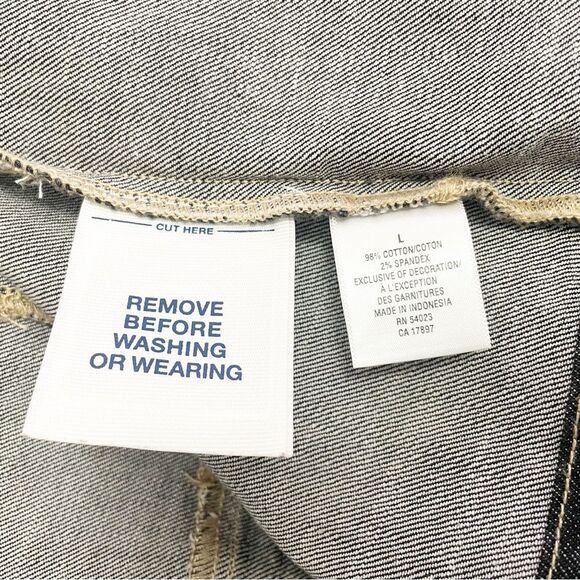 CUT HERE
REMOVE
BEFORE
WASHING
OR WEARING
L
98% COTTON/COTON
2% SPANDEX
EXCLUSIVE OF DECORATION/
À L'EXCEPTION
DES GARNITURES
MADE IN INDONESIA
RN 54023
CA 17897